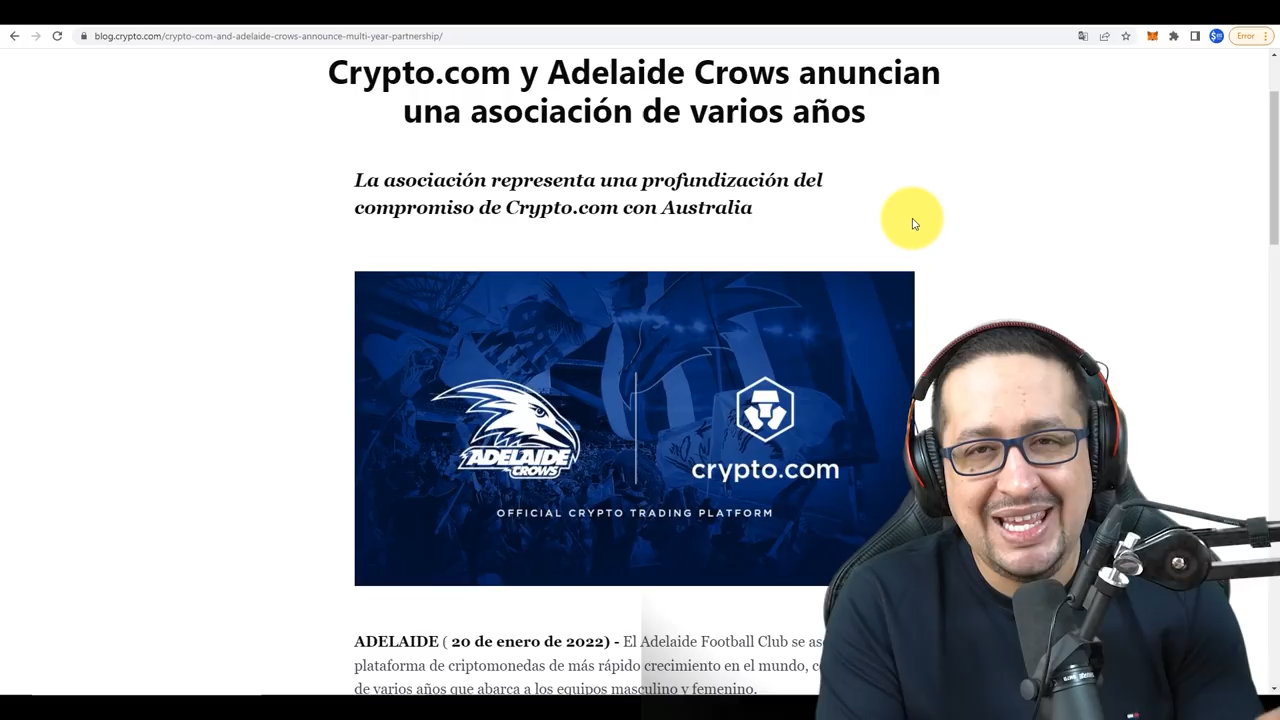 blog.crypto.com/crypto-com-and-adelaide-crows-announce-multi-year-partnership/
Error
Crypto.com y Adelaide Crows anuncian
una asociación de varios años
La asociación representa una profundización del
compromiso de Crypto.com con Australia
ADELAIDE
CROWS
crypto.com
OFFICIAL CRYPTO TRADING PLATFORM
ADELAIDE ( 20 de enero de 2022) - El Adelaide Football Club se
plataforma de criptomonedas de más rápido crecimiento en el mundo,
de varios años que abarca a los equipos masculino y femenino.